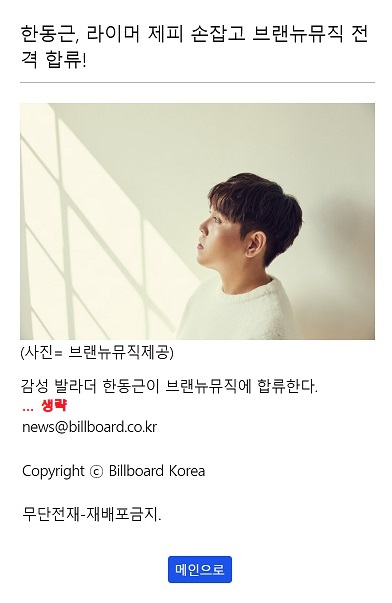 한동근, 라이머 제피 손잡고 브랜뉴뮤직 전
격 합류!
(사진= 브랜뉴뮤직제공)
감성 발라더 한동근이 브랜뉴뮤직에 합류한다.
... 생략
news@billboard.co.kr
Copyright ⓒ Billboard Korea
무단전재-재배포금지.
메인으로